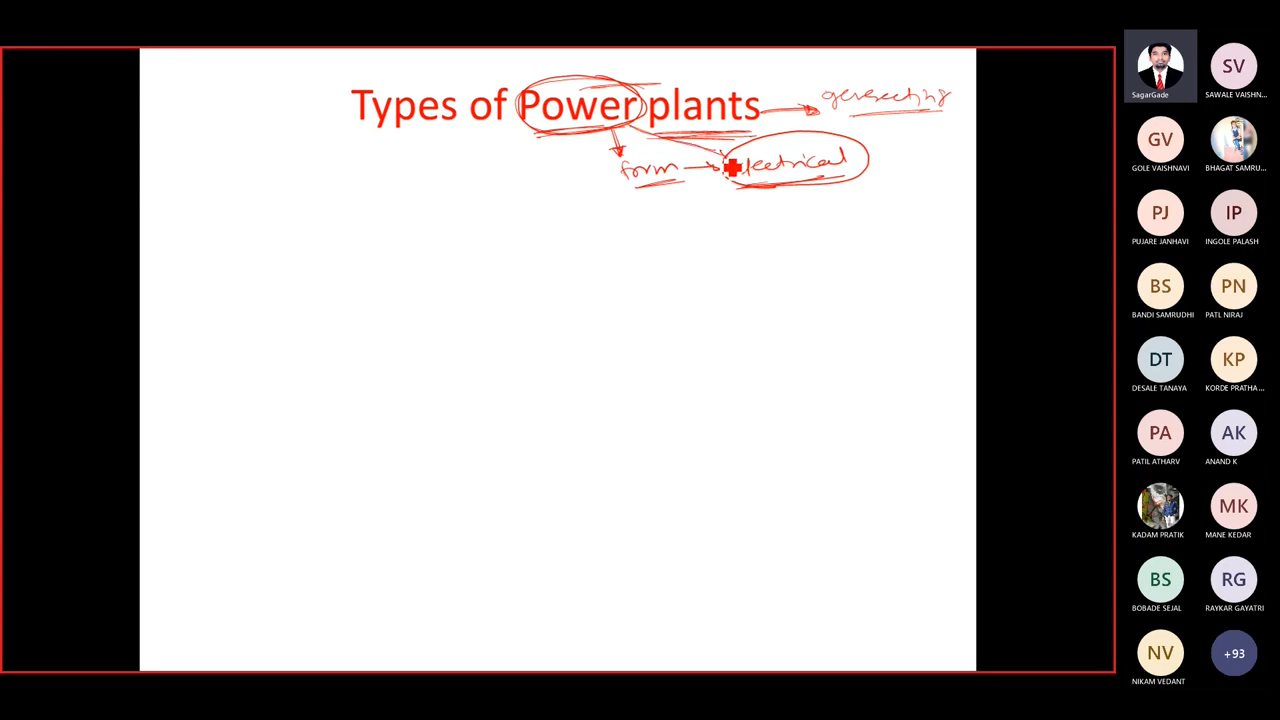 Types of Power plants
generating
form
electrical
SagarGade
SV
SAWALE VAISHN...
GV
GOLE VAISHNAVI
BHAGAT SAMRU...
PJ
PUJARE JANHAVI
IP
INGOLE PALASH
BS
BANDI SAMRUDHI
PN
PATL NIRAJ
DT
DESALE TANAYA
KP
KORDE PRATHA...
PA
PATIL ATHARV
AK
ANAND K
KADAM PRATIK
MK
MANE KEDAR
BS
BOBADE SEJAL
RG
RAYKAR GAYATRI
NV
NIKAM VEDANT
+93